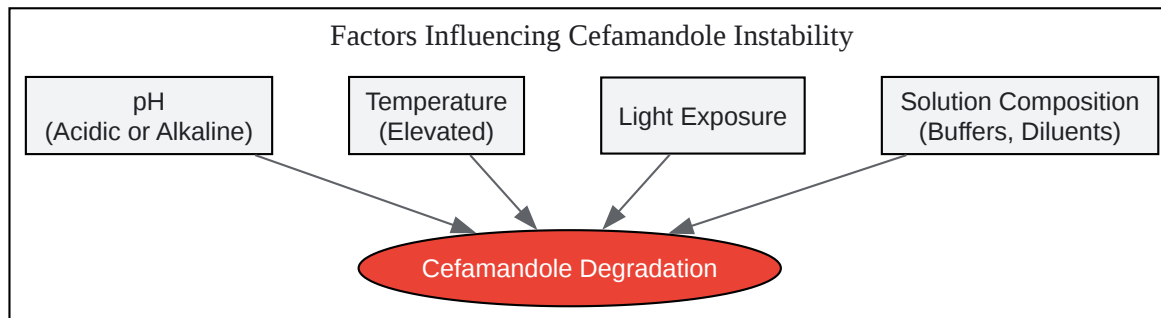 Factors Influencing Cefamandole Instability
pH
(Acidic or Alkaline)
Temperature
(Elevated)
Light Exposure
Solution Composition
(Buffers, Diluents)
Cefamandole Degradation